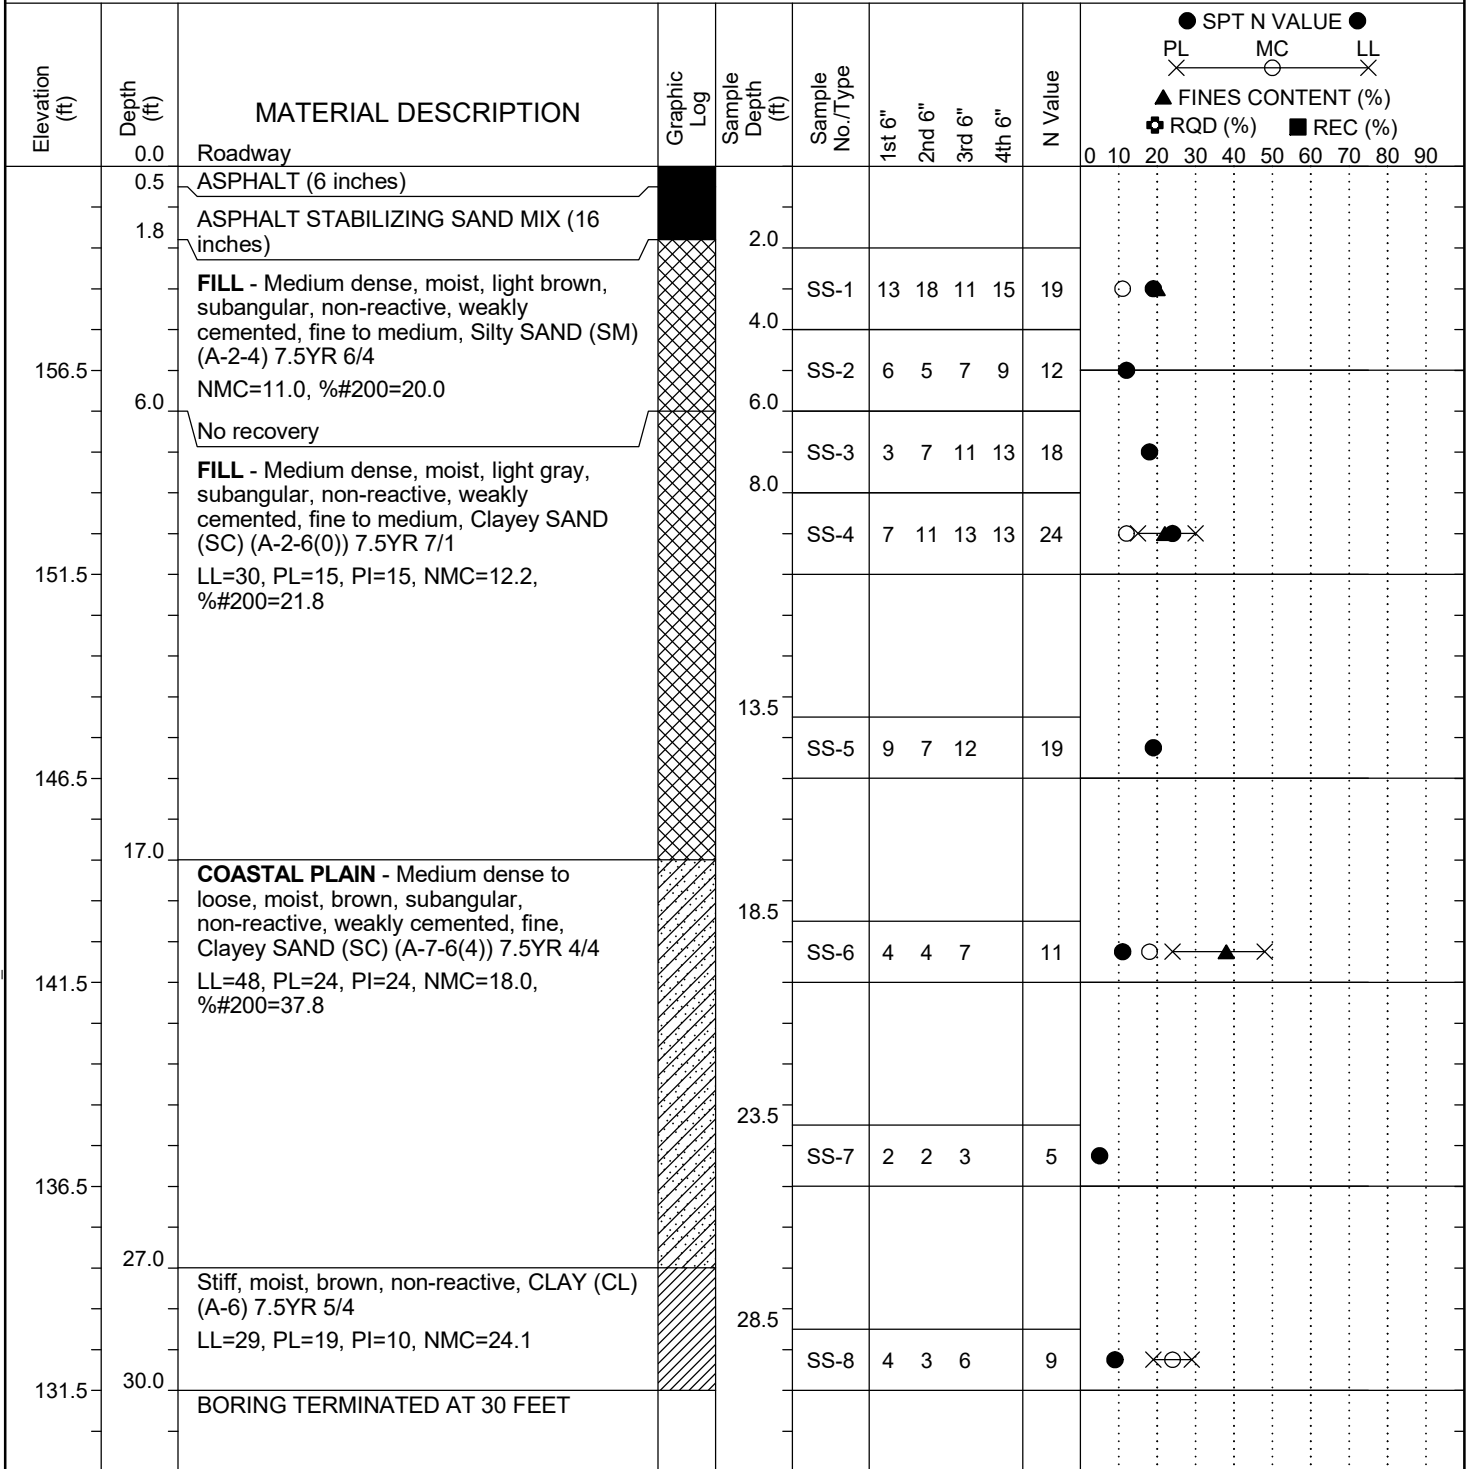 ● SPT N VALUE ●
PL MC LL
▲ FINES CONTENT (%)
RQD (%) ■ REC (%)
Elevation (ft)
Depth (ft)
MATERIAL DESCRIPTION
Graphic Log
Sample Depth (ft)
Sample No./Type
1st 6"
2nd 6"
3rd 6"
4th 6"
N Value
0 10 20 30 40 50 60 70 80 90
0.0 Roadway
0.5 ASPHALT (6 inches)
1.8 ASPHALT STABILIZING SAND MIX (16
inches)
2.0
FILL - Medium dense, moist, light brown,
subangular, non-reactive, weakly
cemented, fine to medium, Silty SAND (SM)
(A-2-4) 7.5YR 6/4
NMC=11.0, %#200=20.0
SS-1 13 18 11 15 19
4.0
156.5
SS-2 6 5 7 9 12
6.0
6.0
No recovery
FILL - Medium dense, moist, light gray,
subangular, non-reactive, weakly
cemented, fine to medium, Clayey SAND
(SC) (A-2-6(0)) 7.5YR 7/1
LL=30, PL=15, PI=15, NMC=12.2,
%#200=21.8
SS-3 3 7 11 13 18
8.0
SS-4 7 11 13 13 24
151.5
13.5
SS-5 9 7 12 19
146.5
17.0
COASTAL PLAIN - Medium dense to
loose, moist, brown, subangular,
non-reactive, weakly cemented, fine,
Clayey SAND (SC) (A-7-6(4)) 7.5YR 4/4
LL=48, PL=24, PI=24, NMC=18.0,
%#200=37.8
18.5
SS-6 4 4 7 11
141.5
23.5
SS-7 2 2 3 5
136.5
27.0
Stiff, moist, brown, non-reactive, CLAY (CL)
(A-6) 7.5YR 5/4
LL=29, PL=19, PI=10, NMC=24.1
28.5
SS-8 4 3 6 9
131.5
30.0
BORING TERMINATED AT 30 FEET